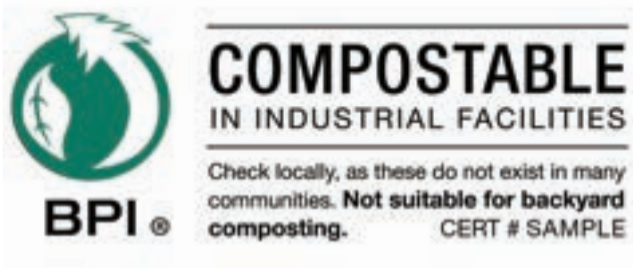 COMPOSTABLE
IN INDUSTRIAL FACILITIES
Check locally, as these do not exist in many
communities. Not suitable for backyard
composting. CERT # SAMPLE
BPI ®